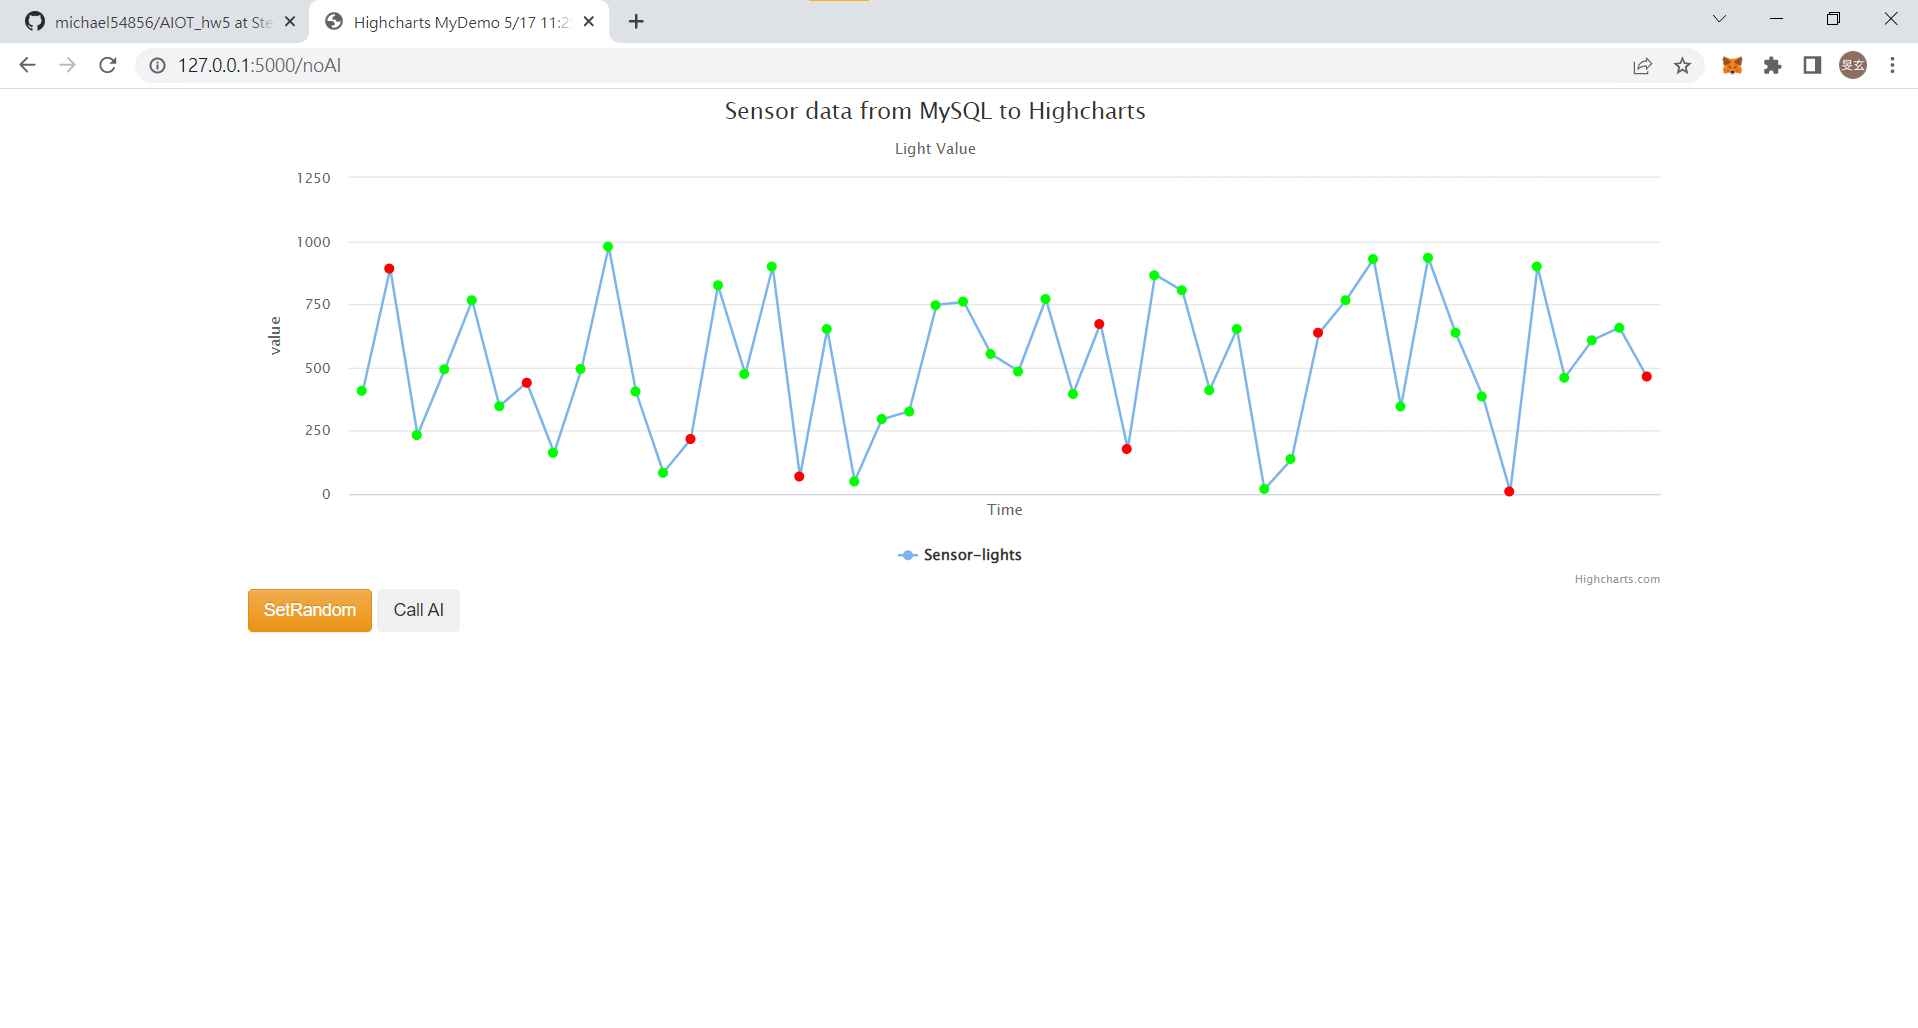 michael54856/AIOT_hw5 at Ste
Highcharts MyDemo 5/17 11:2
127.0.0.1:5000/noAI
旻玄
Sensor data from MySQL to Highcharts
Light Value
1250
1000
750
500
250
0
value
Time
Sensor-lights
Highcharts.com
SetRandom
Call AI